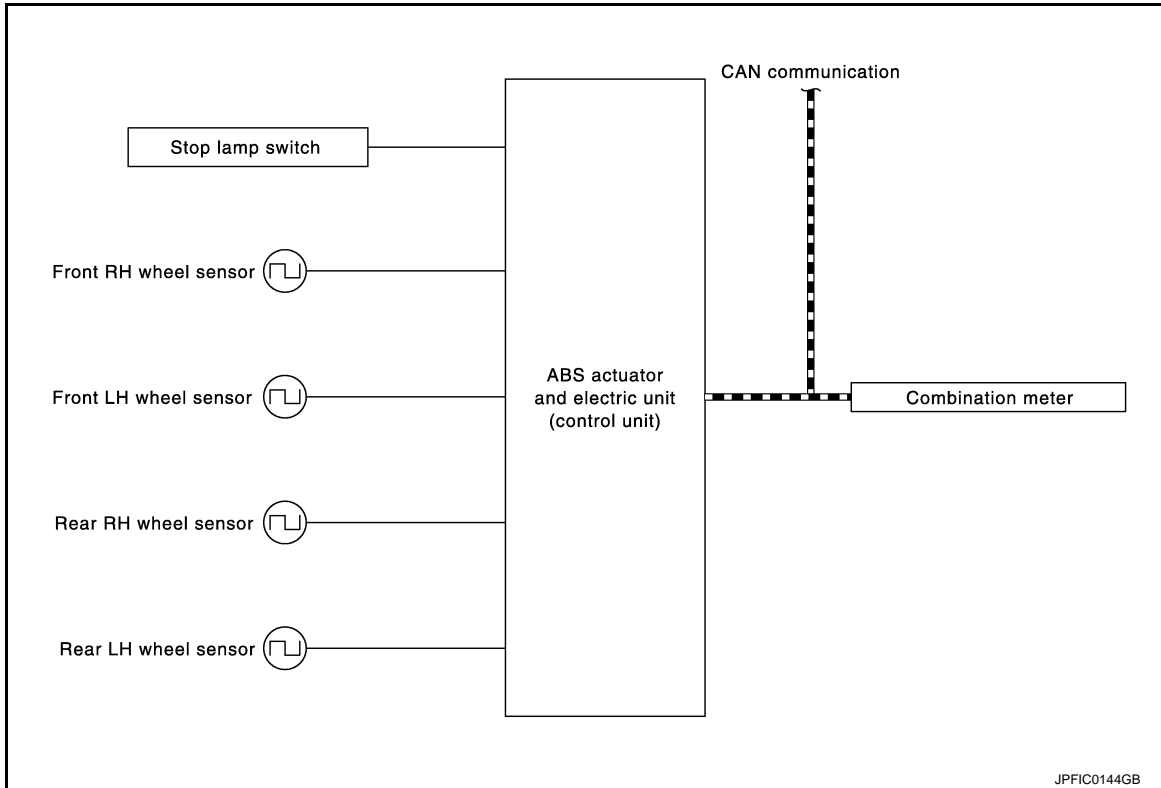 CAN communication
Stop lamp switch
Front RH wheel sensor
Front LH wheel sensor
ABS actuator
and electric unit
(control unit)
Combination meter
Rear RH wheel sensor
Rear LH wheel sensor
JPFIC0144GB